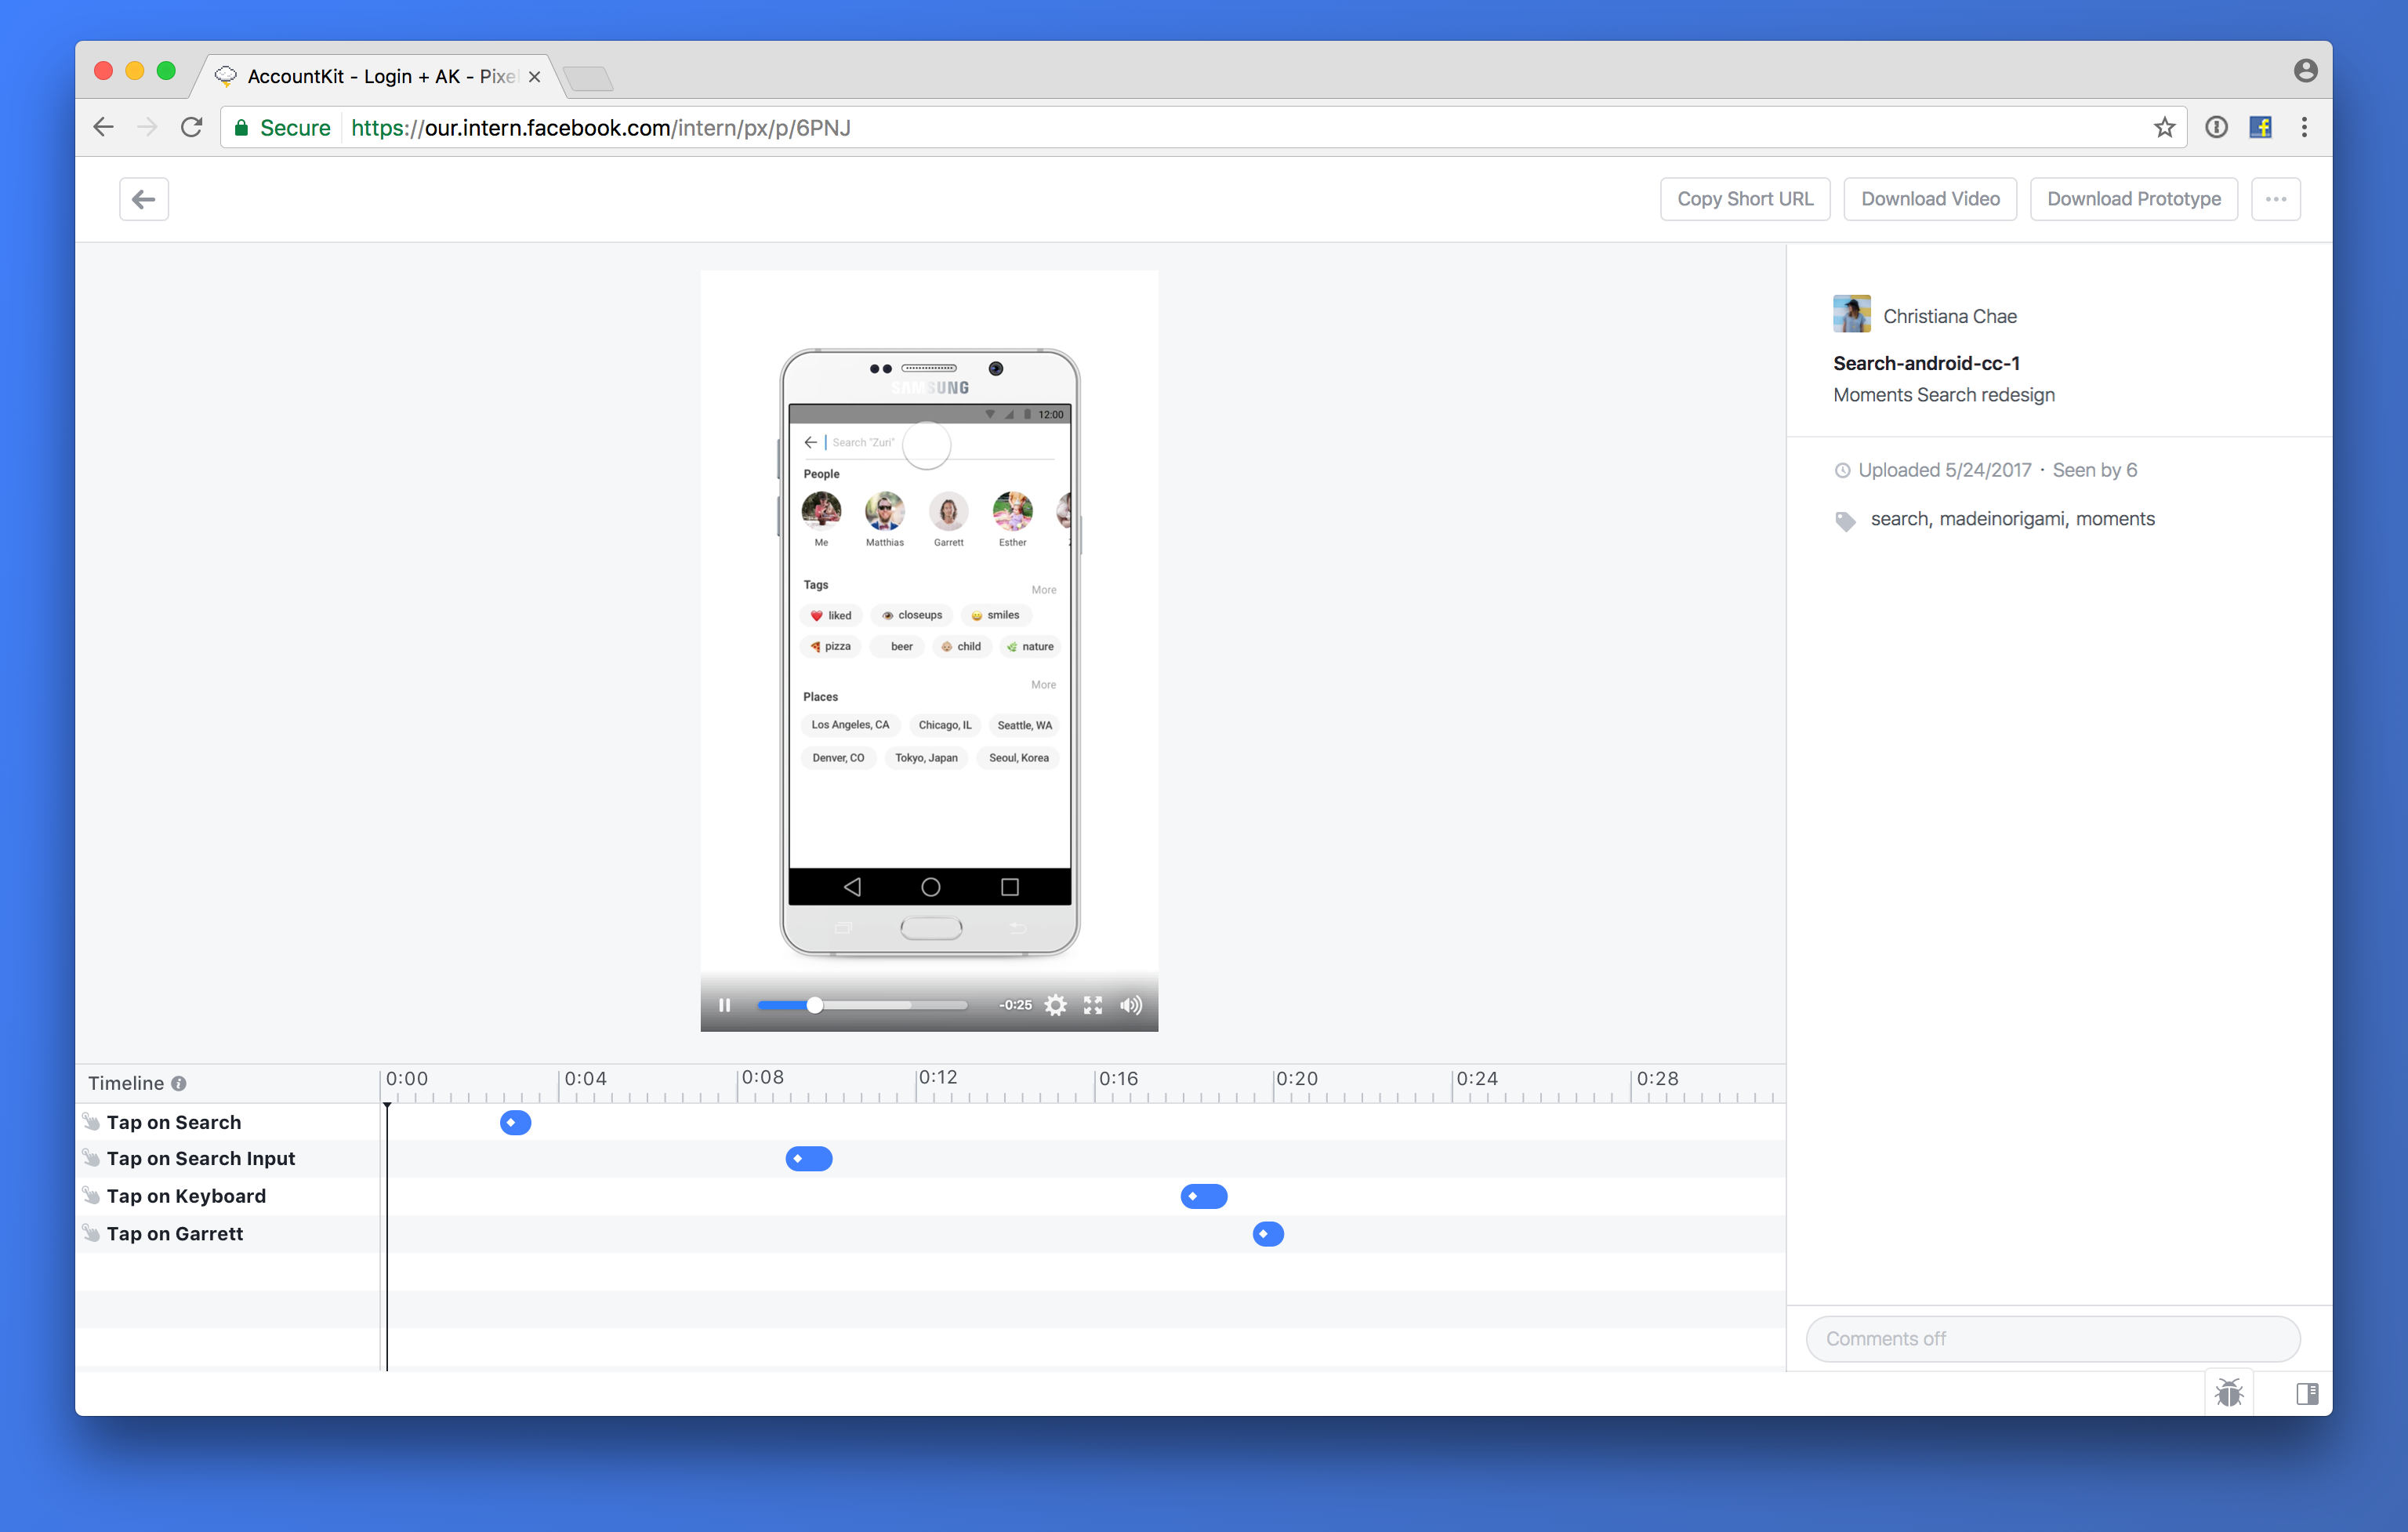 AccountKit - Login + AK - Pixel
Secure
https://our.intern.facebook.com/intern/px/p/6PNJ
Copy Short URL
Download Video
Download Prototype
SAMSUNG
12:00
Search "Zuri"
People
Me
Matthias
Garrett
Esther
Tags
More
liked
closeups
smiles
pizza
beer
child
nature
More
Places
Los Angeles, CA
Chicago, IL
Seattle, WA
Denver, CO
Tokyo, Japan
Seoul, Korea
-0:25
Christiana Chae
Search-android-cc-1
Moments Search redesign
Uploaded 5/24/2017 · Seen by 6
search, madeinorigami, moments
Timeline
0:00
0:04
0:08
0:12
0:16
0:20
0:24
0:28
Tap on Search
Tap on Search Input
Tap on Keyboard
Tap on Garrett
Comments off